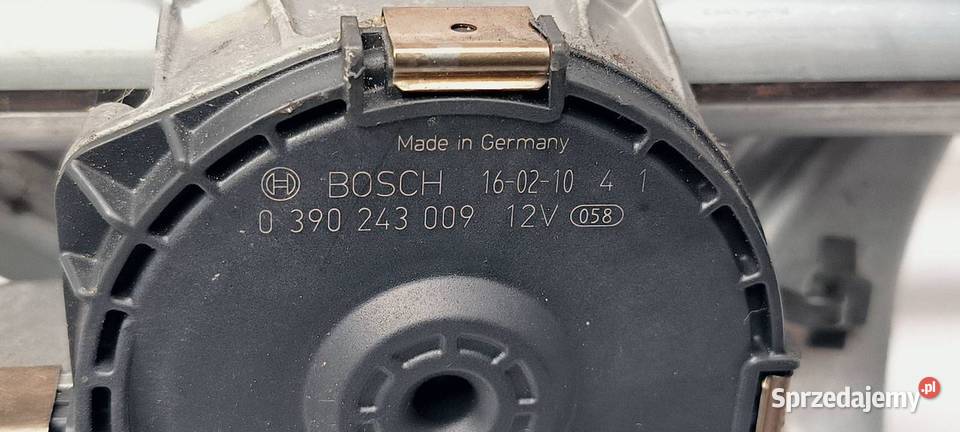 Made in Germany
BOSCH 16-02-10 4 1
0 390 243 009 12V 058
Sprzedajemy.pl